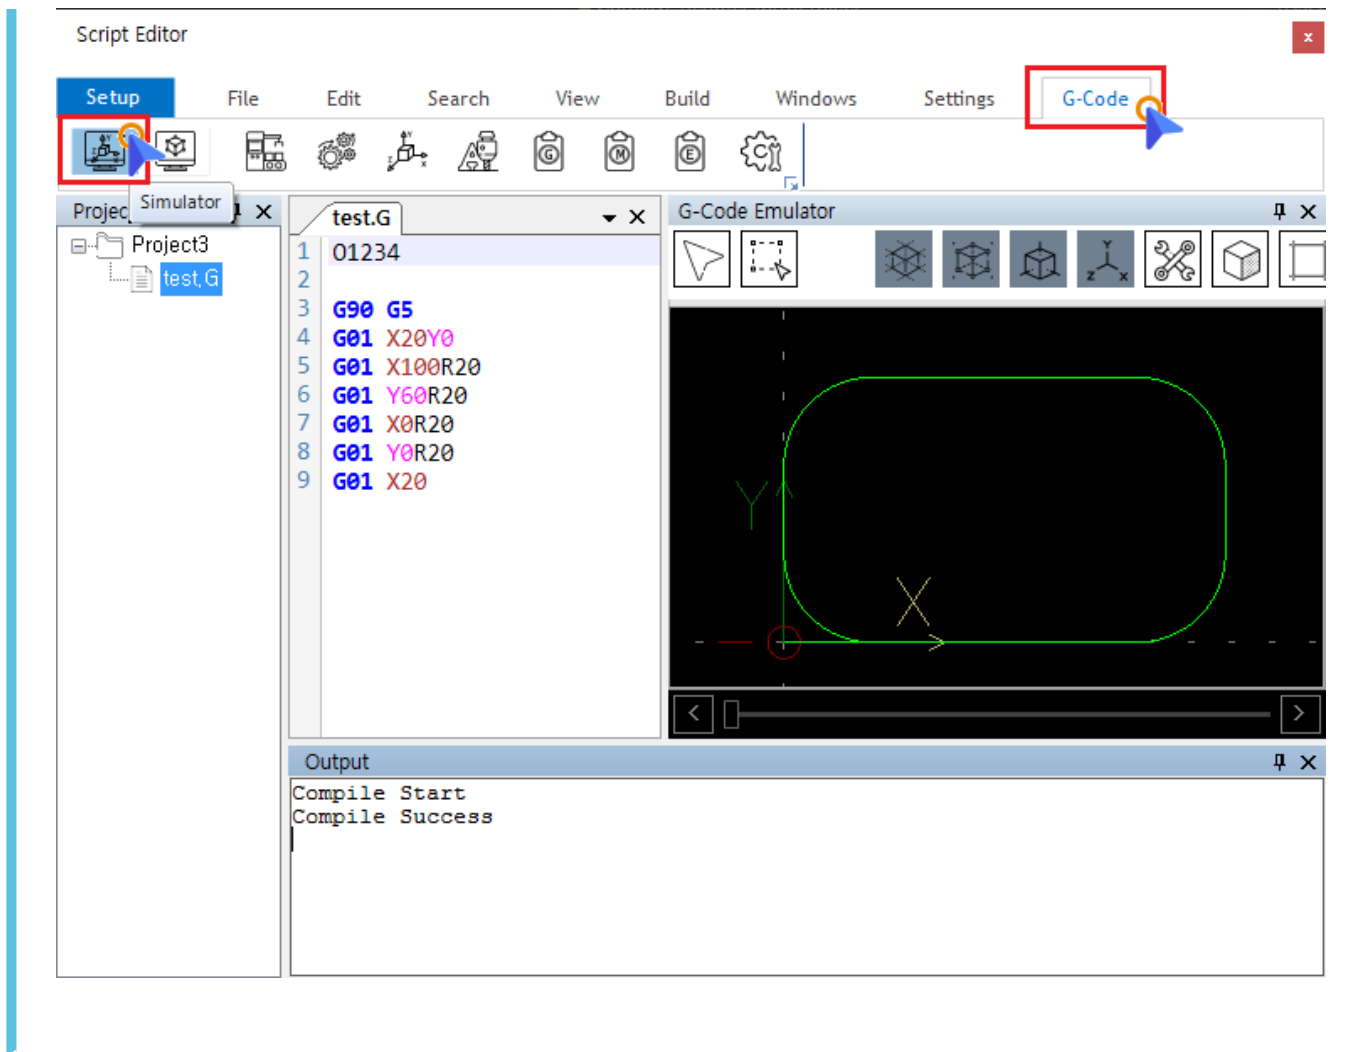 Script Editor
x
Setup File Edit Search View Build Windows Settings G-Code
G M E C
Simulator
Projec
test.G
G-Code Emulator
Project3
test,G
1 O1234
2
3 G90 G5
4 G01 X20Y0
5 G01 X100R20
6 G01 Y60R20
7 G01 X0R20
8 G01 Y0R20
9 G01 X20
Y
X
Output
Compile Start
Compile Success